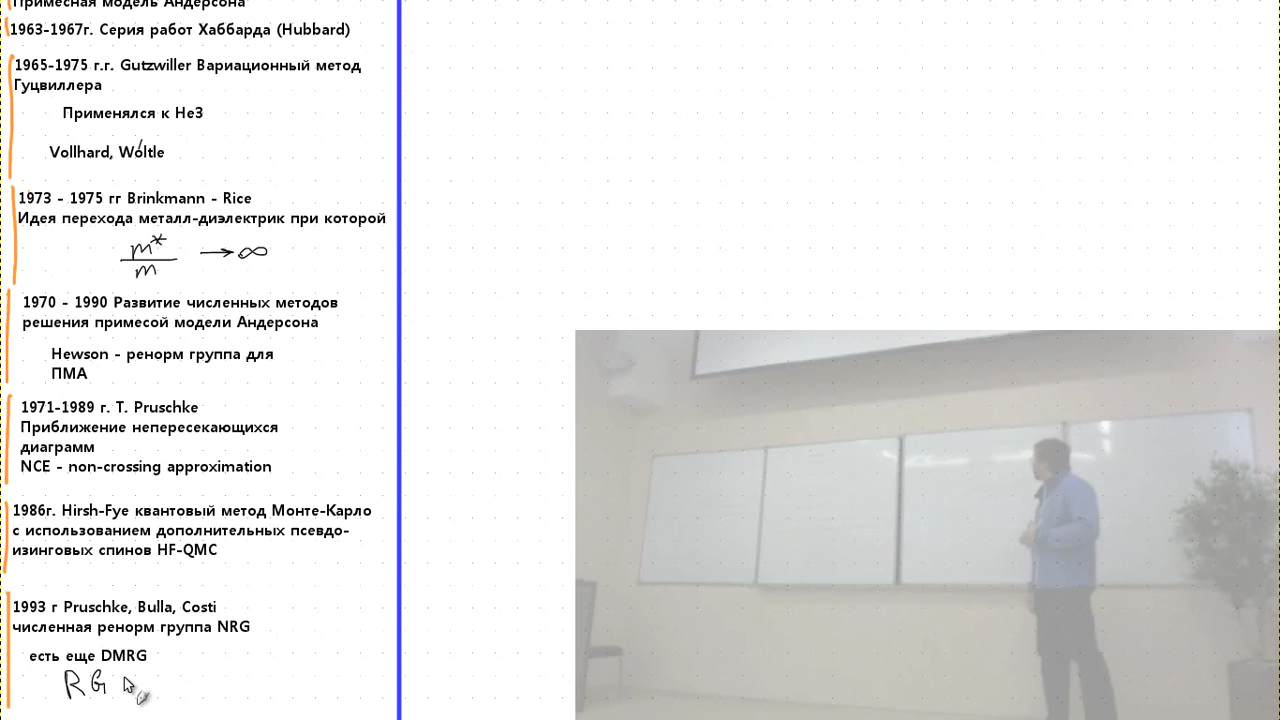 Примесная модель Андерсона
1963-1967г. Серия работ Хаббарда (Hubbard)
1965-1975 г.г. Gutzwiller Вариационный метод
Гуцвиллера
Применялся к He3
Vollhard, Woltle
1973 - 1975 гг Brinkmann - Rice
Идея перехода металл-диэлектрик при которой
m*
→ ∞
m
1970 - 1990 Развитие численных методов
решения примесой модели Андерсона
Hewson - ренорм группа для
ПМА
1971-1989 г. T. Pruschke
Приближение непересекающихся
диаграмм
NCE - non-crossing approximation
1986г. Hirsh-Fye квантовый метод Монте-Карло
с использованием дополнительных псевдо-
изинговых спинов HF-QMC
1993 г Pruschke, Bulla, Costi
численная ренорм группа NRG
есть еще DMRG
RG